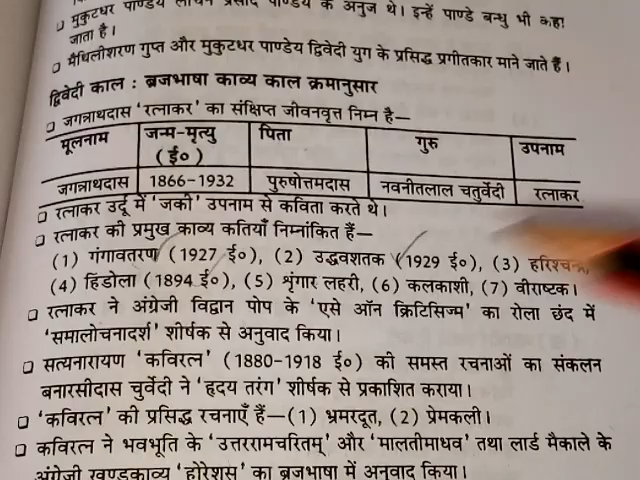 मुकुटधर पाण्डेय लोचन प्रसाद पाण्डेय के अनुज थे। इन्हें पाण्डे बन्धु भी कहा
जाता है।
मैथिलीशरण गुप्त और मुकुटधर पाण्डेय द्विवेदी युग के प्रसिद्ध प्रगीतकार माने जाते हैं।
द्विवेदी काल : ब्रजभाषा काव्य काल क्रमानुसार
जगन्नाथदास 'रत्नाकर' का संक्षिप्त जीवनवृत्त निम्न है—
मूलनाम जन्म-मृत्यु (ई०) पिता गुरु उपनाम
जगन्नाथदास 1866-1932 पुरुषोत्तमदास नवनीतलाल चतुर्वेदी रत्नाकर
रत्नाकर उर्दू में 'जकी' उपनाम से कविता करते थे।
रत्नाकर की प्रमुख काव्य कतियाँ निम्नांकित हैं—
(1) गंगावतरण (1927 ई०), (2) उद्धवशतक (1929 ई०), (3) हरिश्चन्द्र,
(4) हिंडोला (1894 ई०), (5) श्रृंगार लहरी, (6) कलकाशी, (7) वीराष्टक।
रत्नाकर ने अंग्रेजी विद्वान पोप के 'एसे ऑन क्रिटिसिज्म' का रोला छंद में
'समालोचनादर्श' शीर्षक से अनुवाद किया।
सत्यनारायण 'कविरत्न' (1880-1918 ई०) की समस्त रचनाओं का संकलन
बनारसीदास चुर्वेदी ने 'हृदय तरंग' शीर्षक से प्रकाशित कराया।
'कविरत्न' की प्रसिद्ध रचनाएँ हैं—(1) भ्रमरदूत, (2) प्रेमकली।
कविरत्न ने भवभूति के 'उत्तररामचरितम्' और 'मालतीमाधव' तथा लार्ड मैकाले के
अंग्रेजी खण्डकाव्य 'होरेशस' का ब्रजभाषा में अनुवाद किया।